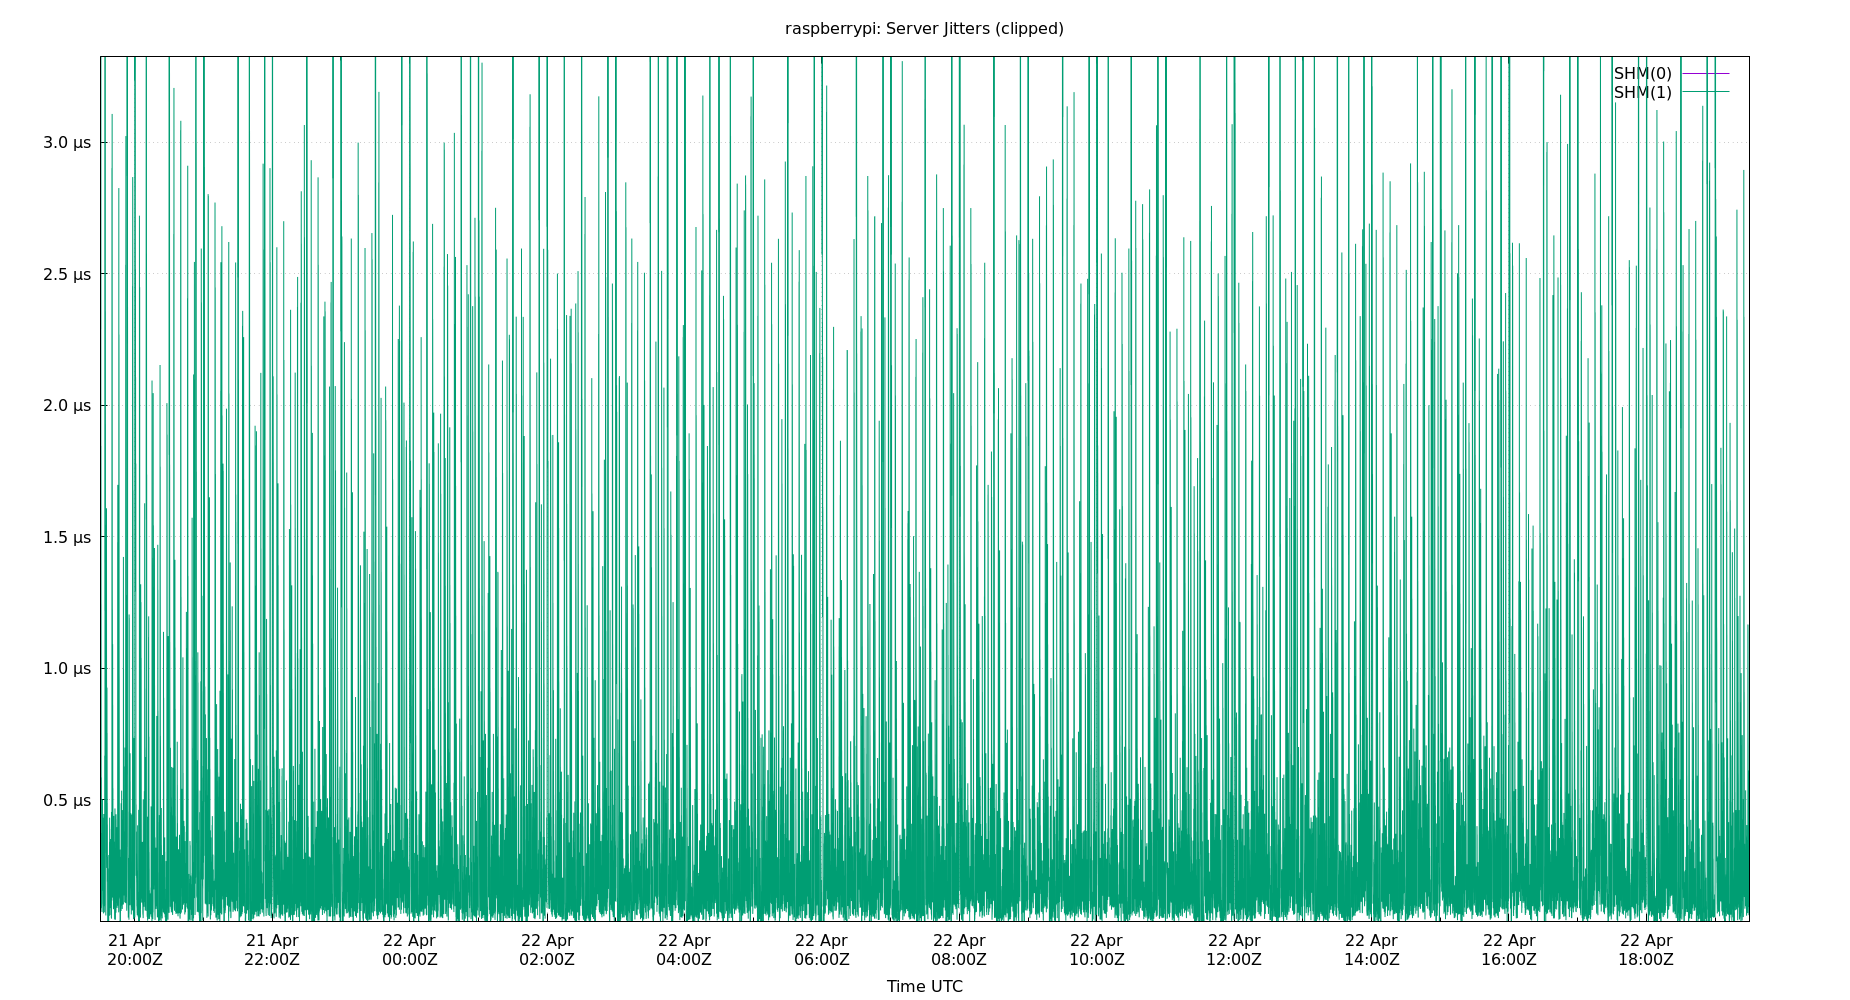 raspberrypi: Server Jitters (clipped)
SHM(0)
SHM(1)
3.0 µs
2.5 µs
2.0 µs
1.5 µs
1.0 µs
0.5 µs
21 Apr 21 Apr 22 Apr 22 Apr 22 Apr 22 Apr 22 Apr 22 Apr 22 Apr 22 Apr 22 Apr 22 Apr
20:00Z 22:00Z 00:00Z 02:00Z 04:00Z 06:00Z 08:00Z 10:00Z 12:00Z 14:00Z 16:00Z 18:00Z
Time UTC